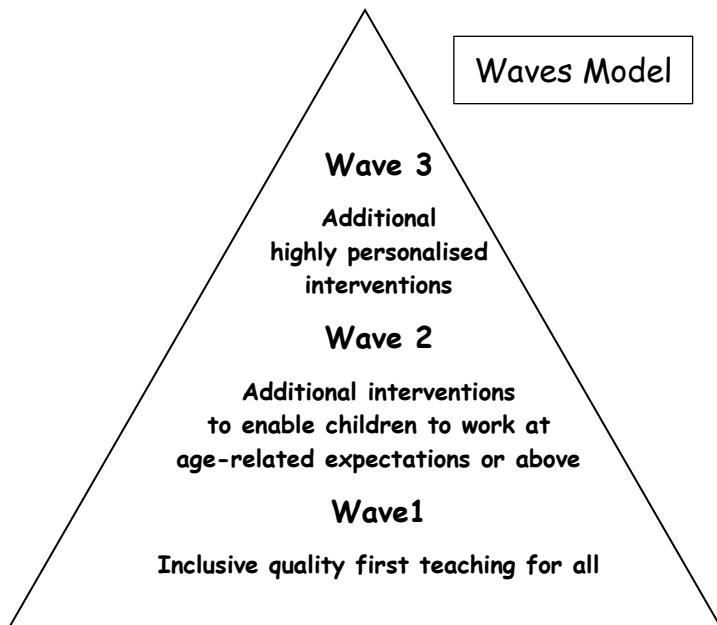 Waves Model
Wave 3
Additional
highly personalised
interventions
Wave 2
Additional interventions
to enable children to work at
age-related expectations or above
Wave1
Inclusive quality first teaching for all